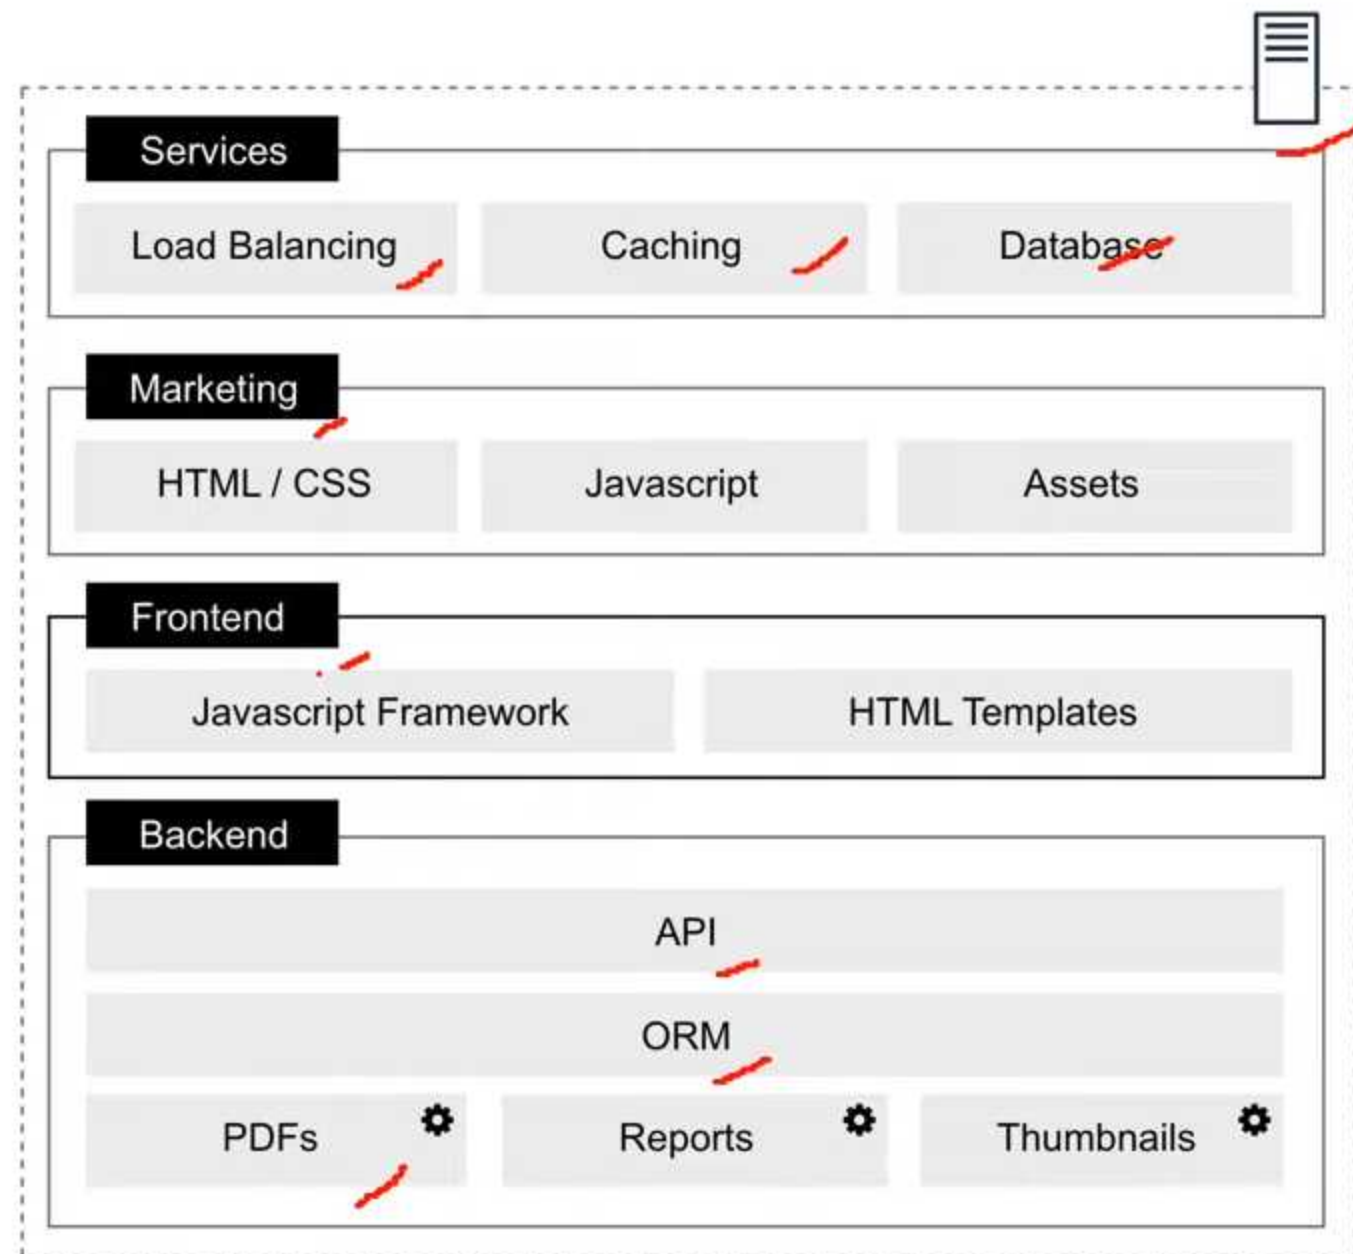 Services
Load Balancing
Caching
Database
Marketing
HTML / CSS
Javascript
Assets
Frontend
Javascript Framework
HTML Templates
Backend
API
ORM
PDFs
Reports
Thumbnails